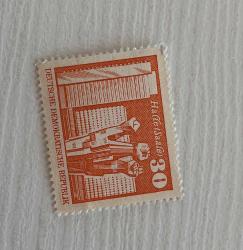 Halle(Saale)
30
DEUTSCHE DEMOKRATISCHE REPUBLIK